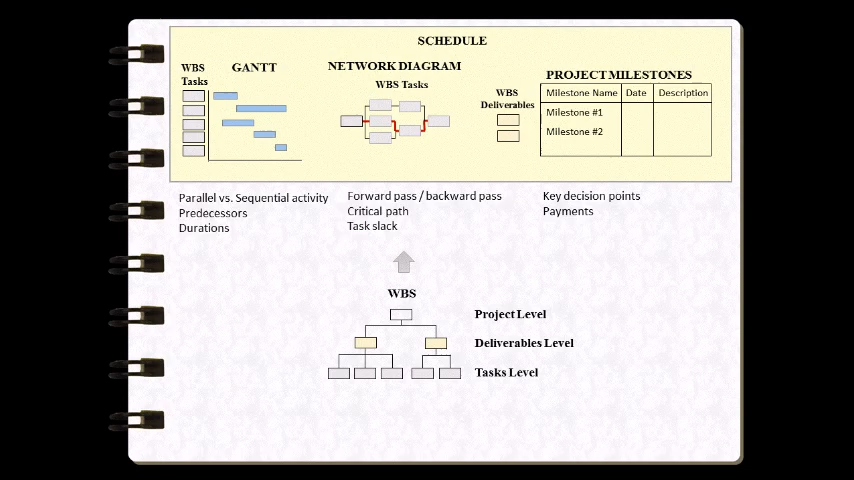 SCHEDULE
WBS
Tasks
GANTT
NETWORK DIAGRAM
WBS Tasks
WBS
Deliverables
PROJECT MILESTONES
Milestone Name Date Description
Milestone #1
Milestone #2
Parallel vs. Sequential activity
Predecessors
Durations
Forward pass / backward pass
Critical path
Task slack
Key decision points
Payments
WBS
Project Level
Deliverables Level
Tasks Level